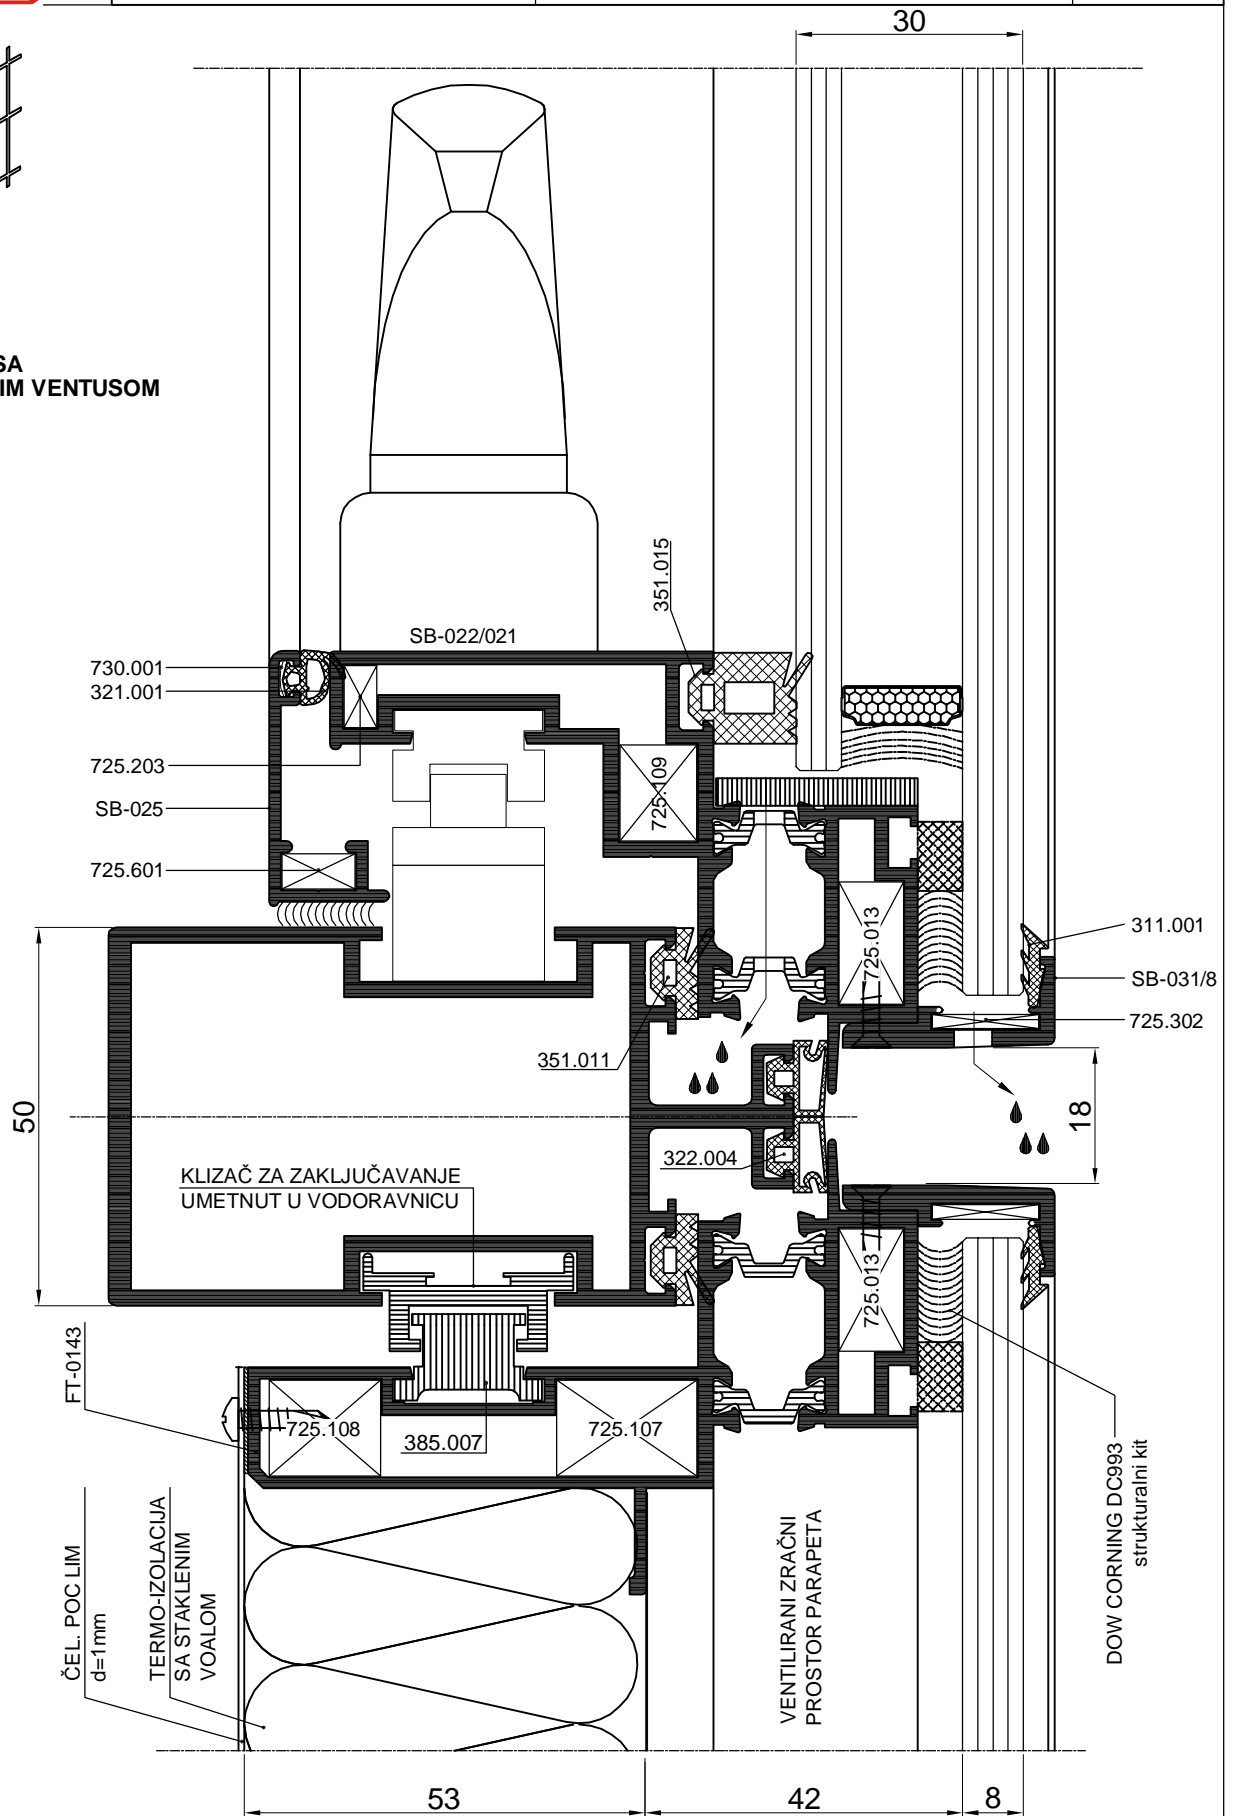 30
SA
IM VENTUSOM
351.015
SB-022/021
730.001
321.001
725.203
SB-025
725.109
725.601
725.013
311.001
SB-031/8
725.302
351.011
50
18
322.004
KLIZAČ ZA ZAKLJUČAVANJE
UMETNUT U VODORAVNICU
725.013
FT-0143
725.108
385.007
725.107
DOW CORNING DC993
strukturalni kit
ČEL. POC LIM
d=1mm
TERMO-IZOLACIJA
SA STAKLENIM
VOALOM
VENTILIRANI ZRAČNI
PROSTOR PARAPETA
53
42
8